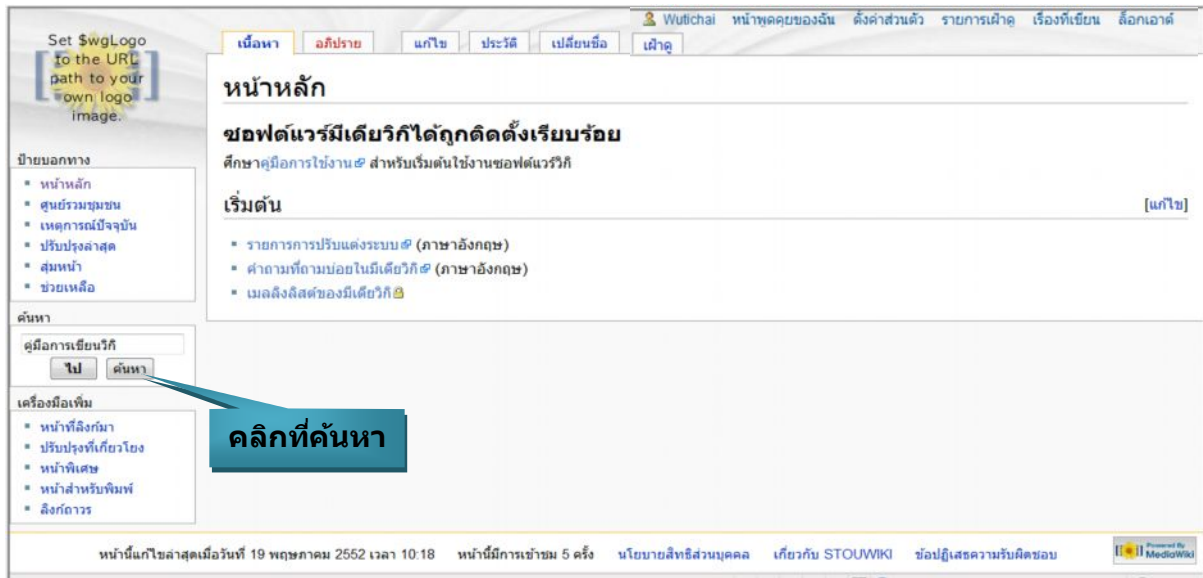 Wutichai หน้าพูดคุยของฉัน ตั้งค่าส่วนตัว รายการเฝ้าดู เรื่องที่เขียน ล็อกเอาต์
Set $wgLogo
to the URL
path to your
own logo
image.
เนื้อหา อภิปราย แก้ไข ประวัติ เปลี่ยนชื่อ เฝ้าดู
หน้าหลัก
ซอฟต์แวร์มีเดียวิกิได้ถูกติดตั้งเรียบร้อย
ศึกษาคู่มือการใช้งาน สำหรับเริ่มต้นใช้งานซอฟต์แวร์วิกิ
เริ่มต้น [แก้ไข]
รายการการปรับแต่งระบบ (ภาษาอังกฤษ)
คำถามที่ถามบ่อยในมีเดียวิกิ (ภาษาอังกฤษ)
เมลลิงลิสต์ของมีเดียวิกิ
ป้ายบอกทาง
หน้าหลัก
ศูนย์รวมชุมชน
เหตุการณ์ปัจจุบัน
ปรับปรุงล่าสุด
สุ่มหน้า
ช่วยเหลือ
ค้นหา
คู่มือการเขียนวิกิ
ไป ค้นหา
คลิกที่ค้นหา
เครื่องมือเพิ่ม
หน้าที่ลิงก์มา
ปรับปรุงที่เกี่ยวโยง
หน้าพิเศษ
หน้าสำหรับพิมพ์
ลิงก์ถาวร
หน้านี้แก้ไขล่าสุดเมื่อวันที่ 19 พฤษภาคม 2552 เวลา 10:18 หน้านี้มีการเข้าชม 5 ครั้ง นโยบายสิทธิส่วนบุคคล เกี่ยวกับ STOUWIKI ข้อปฏิเสธความรับผิดชอบ
Powered By
MediaWiki